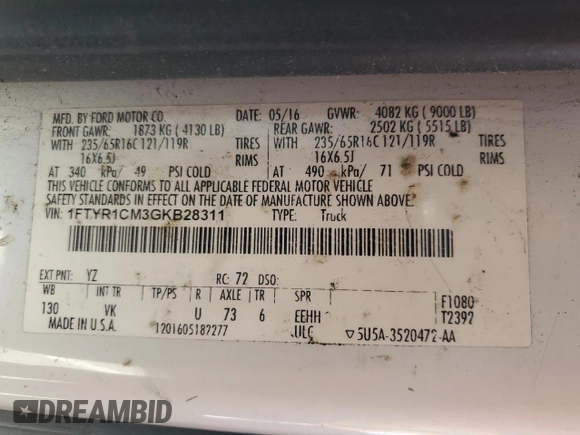 MFD. BY FORD MOTOR CO. DATE: 05/16 GVWR: 4082 KG ( 9000 LB)
FRONT GAWR: 1873 KG ( 4130 LB) REAR GAWR: 2502 KG ( 5515 LB)
WITH 235/65R16C 121/119R TIRES WITH 235/65R16C 121/119R TIRES
16X6.5J RIMS 16X6.5J RIMS
AT 340 kPa/ 49 PSI COLD AT 490 kPa/ 71 PSI COLD
THIS VEHICLE CONFORMS TO ALL APPLICABLE FEDERAL MOTOR VEHICLE
SAFETY STANDARDS IN EFFECT ON THE DATE OF MANUFACTURE SHOWN ABOVE.
VIN: 1FTYR1CM3GKB28311 TYPE: Truck
EXT PNT: YZ RC: 72 DSO:
WB INT TR TP/PS R AXLE TR SPR F1080
130 VK U 73 6 EEHH T2392
MADE IN U.S.A. 1201605182277 ULC ▽ 5U5A-3520472-AA
DREAMBID